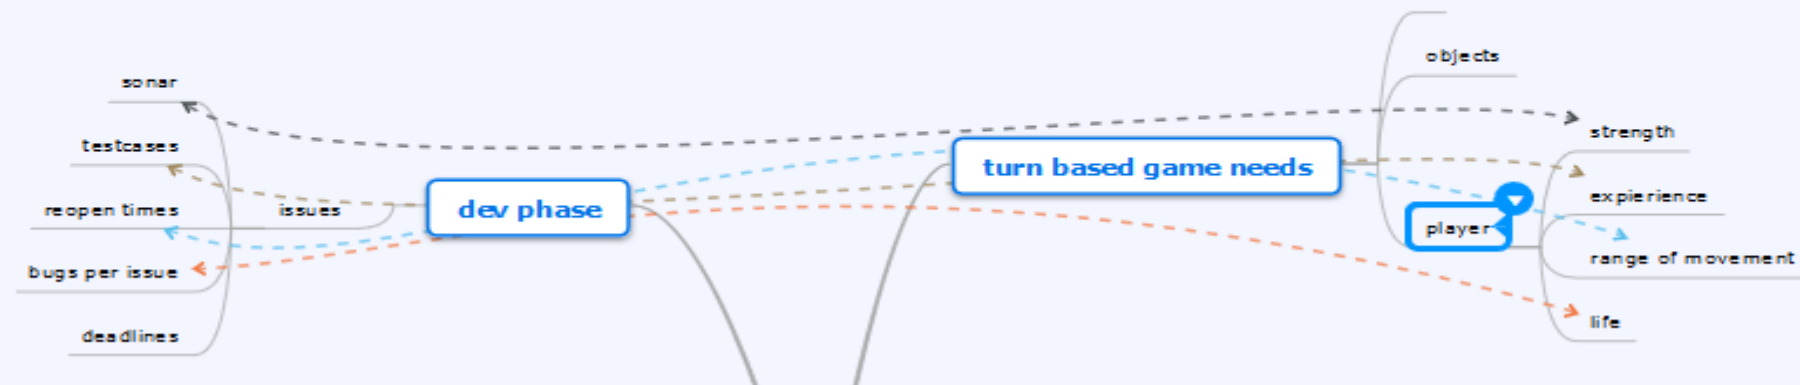 objects
sonar
strength
testcases
turn based game needs
expierience
reopen times
issues
dev phase
player
range of movement
bugs per issue
life
deadlines